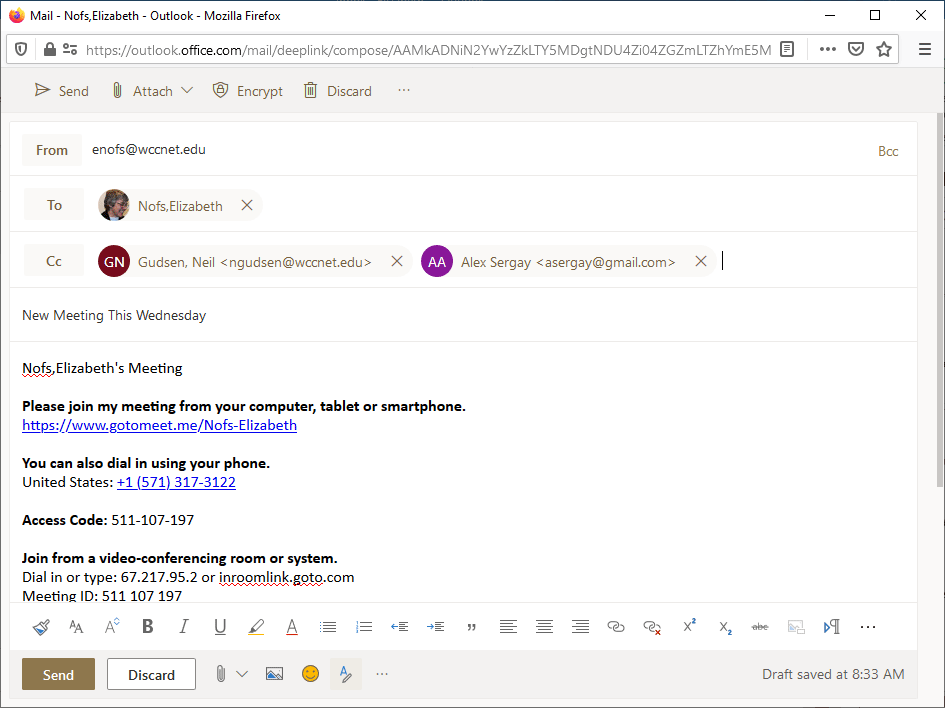 Mail - Nofs,Elizabeth - Outlook - Mozilla Firefox
https://outlook.office.com/mail/deeplink/compose/AAMkADNiN2YwYzZkLTY5MDgtNDU4Zi04ZGZmLTZhYmE5M
Send Attach Encrypt Discard ...
From enofs@wccnet.edu Bcc
To Nofs,Elizabeth
Cc GN Gudsen, Neil <ngudsen@wccnet.edu> AA Alex Sergay <asergay@gmail.com>
New Meeting This Wednesday
Nofs,Elizabeth's Meeting
Please join my meeting from your computer, tablet or smartphone.
https://www.gotomeet.me/Nofs-Elizabeth
You can also dial in using your phone.
United States: +1 (571) 317-3122
Access Code: 511-107-197
Join from a video-conferencing room or system.
Dial in or type: 67.217.95.2 or inroomlink.goto.com
Meeting ID: 511 107 197
Send Discard Draft saved at 8:33 AM